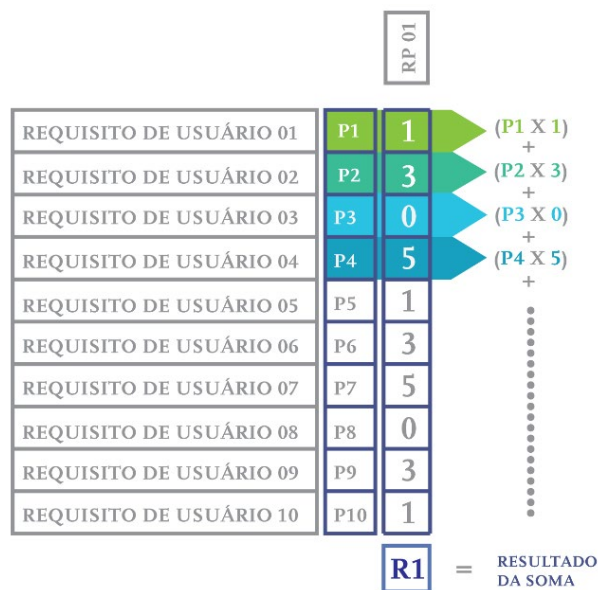 RP 01
REQUISITO DE USUÁRIO 01 P1 1 (P1 X 1)
+
REQUISITO DE USUÁRIO 02 P2 3 (P2 X 3)
+
REQUISITO DE USUÁRIO 03 P3 0 (P3 X 0)
+
REQUISITO DE USUÁRIO 04 P4 5 (P4 X 5)
+
REQUISITO DE USUÁRIO 05 P5 1
REQUISITO DE USUÁRIO 06 P6 3
REQUISITO DE USUÁRIO 07 P7 5
REQUISITO DE USUÁRIO 08 P8 0
REQUISITO DE USUÁRIO 09 P9 3
REQUISITO DE USUÁRIO 10 P10 1
R1 = RESULTADO
DA SOMA